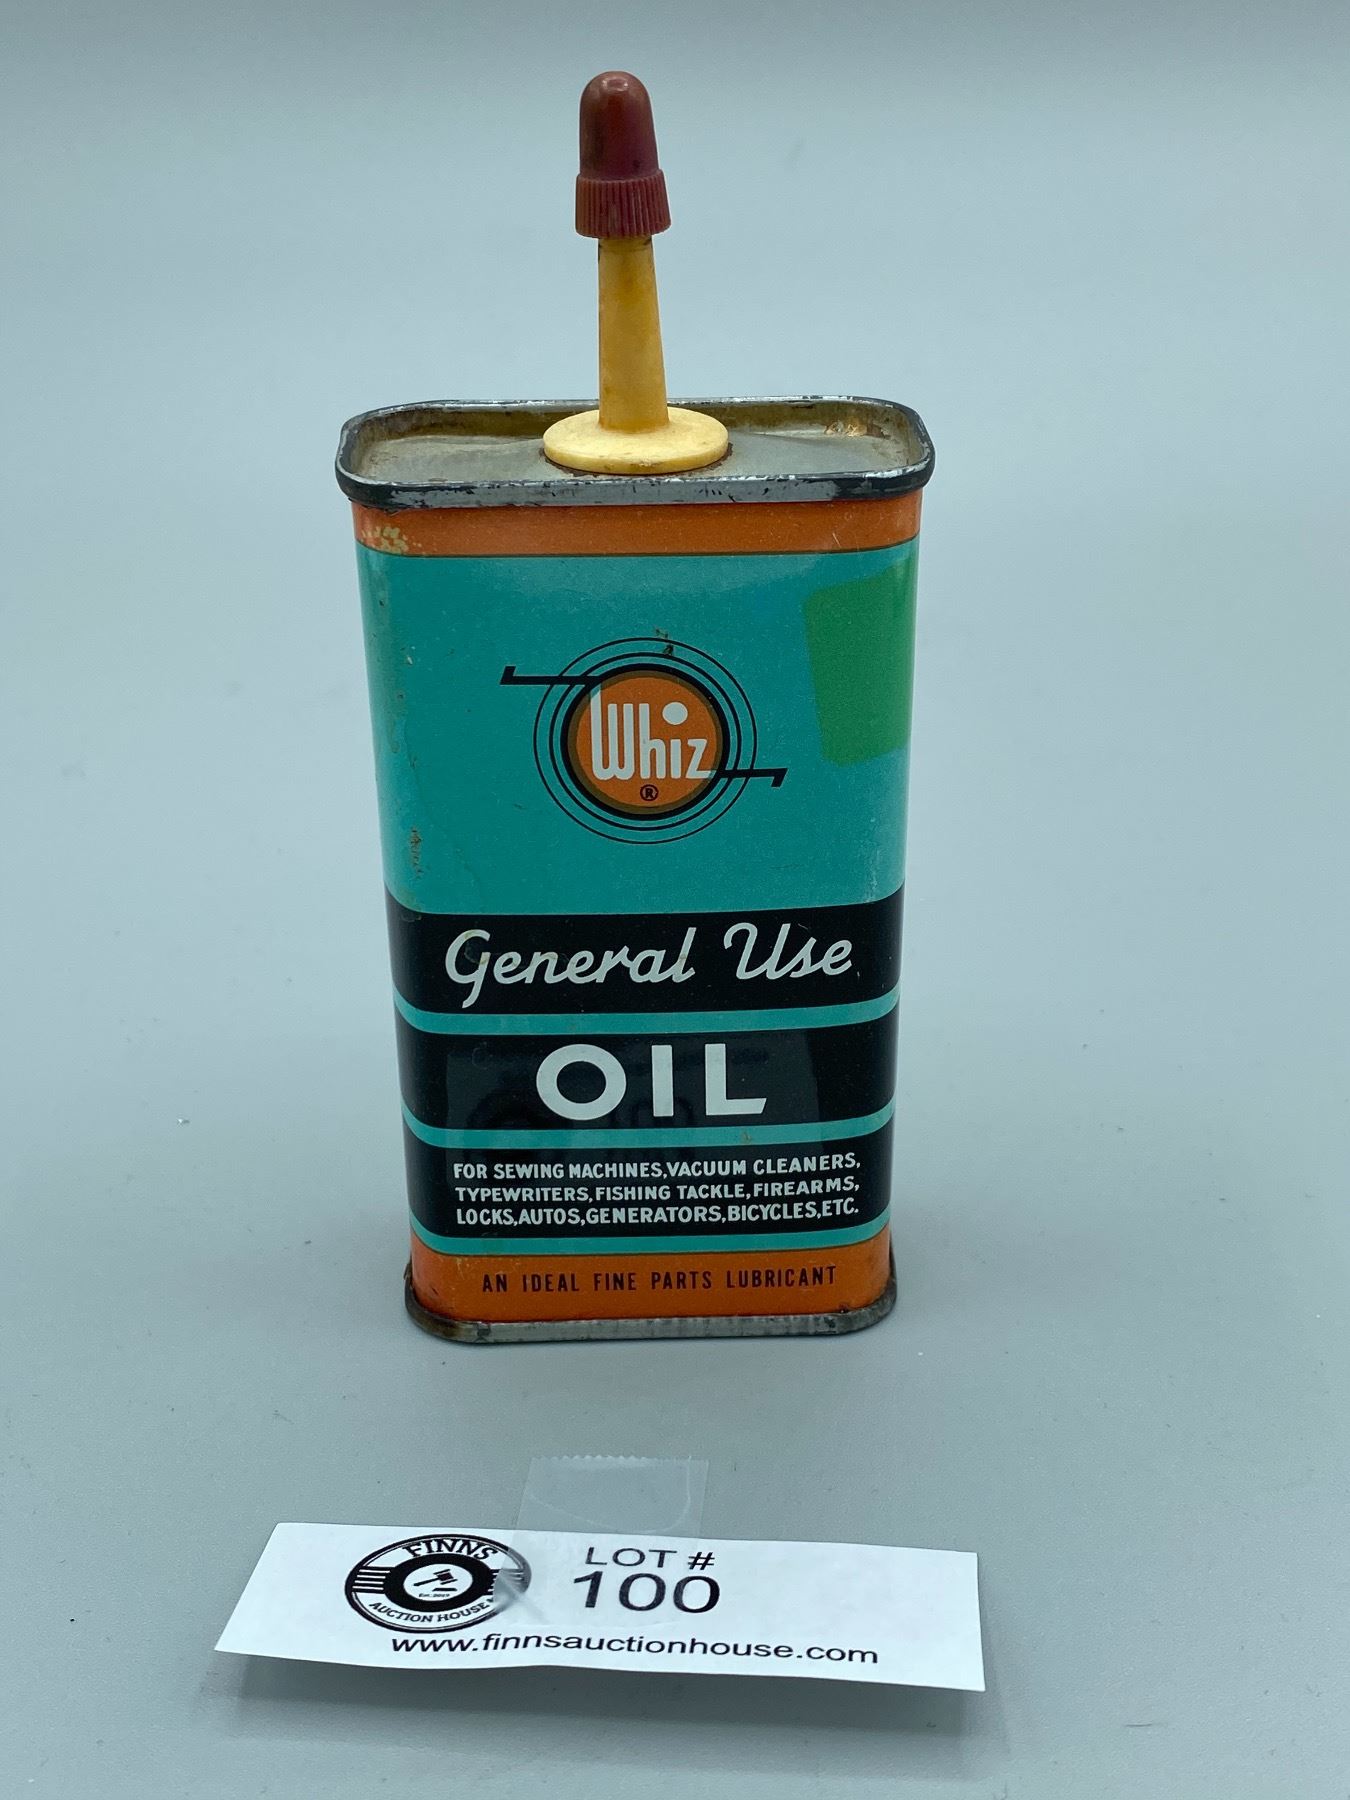 Whiz
®
General Use
OIL
FOR SEWING MACHINES,VACUUM CLEANERS,
TYPEWRITERS,FISHING TACKLE,FIREARMS,
LOCKS,AUTOS,GENERATORS,BICYCLES,ETC.
AN IDEAL FINE PARTS LUBRICANT
FINNS
AUCTION HOUSE
LOT #
100
www.finnsauctionhouse.com